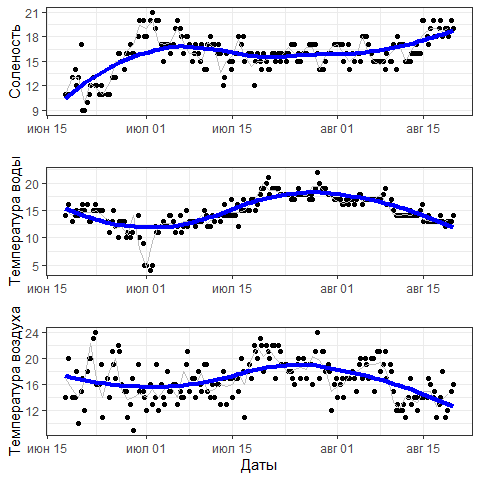 Соленость
21
18
15
12
9
июн 15
июл 01
июл 15
авг 01
авг 15
Температура воды
20
15
10
5
июн 15
июл 01
июл 15
авг 01
авг 15
Температура воздуха
24
20
16
12
июн 15
июл 01
июл 15
авг 01
авг 15
Даты